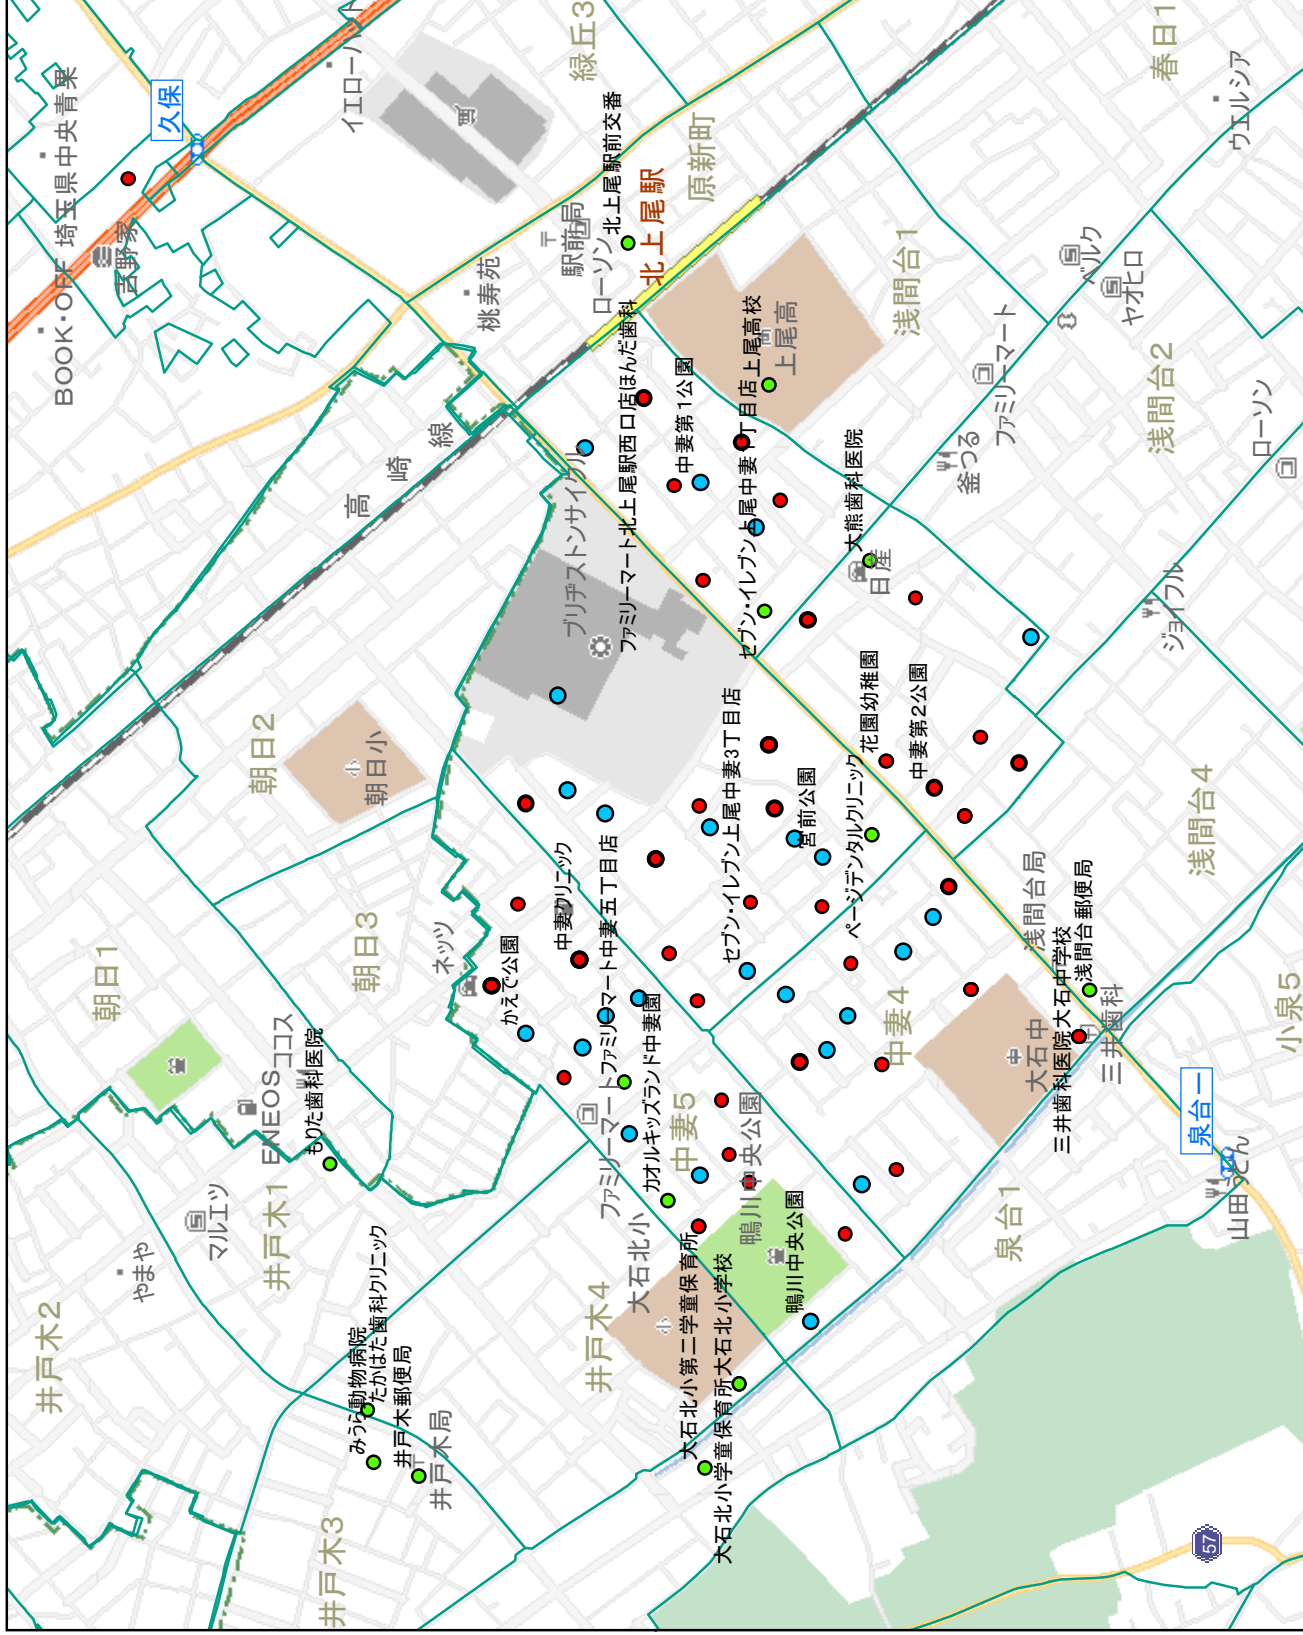 BOOK・OFF
埼玉県中央青果
久保
吉野家
イエローハット
緑丘3
春日1
ウエルシア
北上尾駅前交番
原新町
北上尾駅
駅前局
ローソン
桃寿苑
浅間台1
ベルク
ヤオヒロ
ファミリーマート
浅間台2
ローソン
上尾高校
上尾高
ほんだ歯科
ファミリーマート北上尾駅西口店
中妻第1公園
セブン・イレブン上尾中妻1丁目店
高崎線
ブリヂストンサイクル
大熊歯科医院
日産
釜つる
ジョイフル
朝日2
朝日小
花園幼稚園
中妻第2公園
セブン・イレブン上尾中妻3丁目店
宮前公園
ページデンタルクリニック
浅間台4
浅間台局
浅間台郵便局
大石中学校
三井歯科医院
三井歯科
大石中
小泉5
朝日1
朝日3
ネッツ
かえで公園
中妻クリニック
ファミリーマート中妻五丁目店
ファミリーマート
カオルキッズランド中妻園
中妻5
中妻4
鴨川中央公園
鴨川中央公園
ENEOS
ココス
もりた歯科医院
マルエツ
井戸木1
やまや
井戸木2
みうら動物病院
たかはた歯科クリニック
井戸木郵便局
井戸木局
井戸木3
井戸木4
大石北小
大石北小第二学童保育所
大石北小学童保育所
大石北小学校
泉台1
泉台一
山田うどん
57